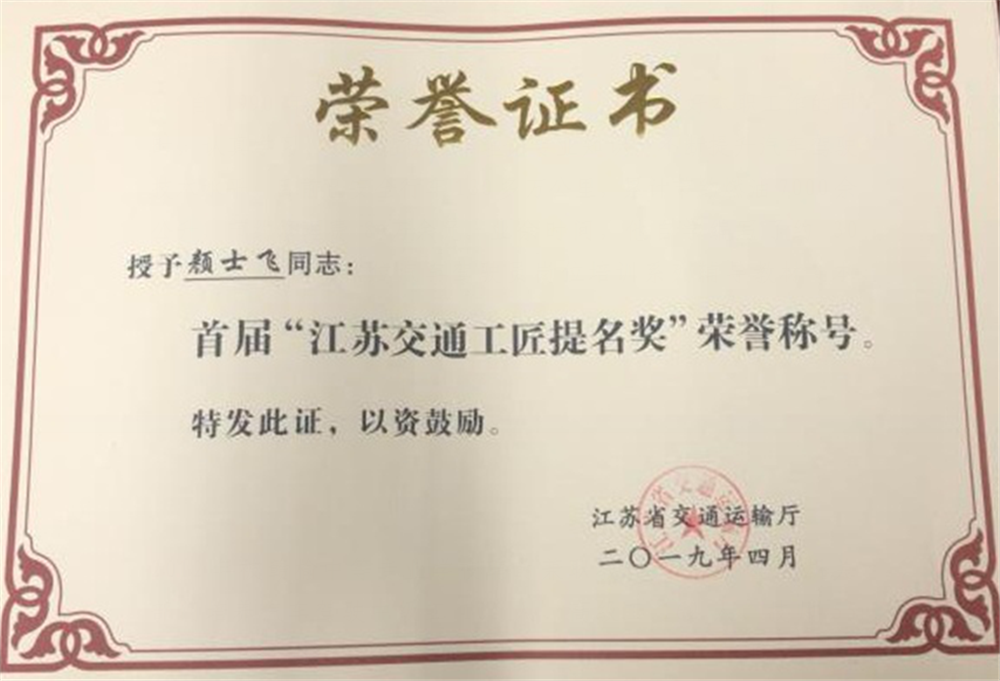 荣誉证书
授予颜士飞同志：
首届“江苏交通工匠提名奖”荣誉称号。
特发此证，以资鼓励。
江苏省交通运输厅
二〇一九年四月